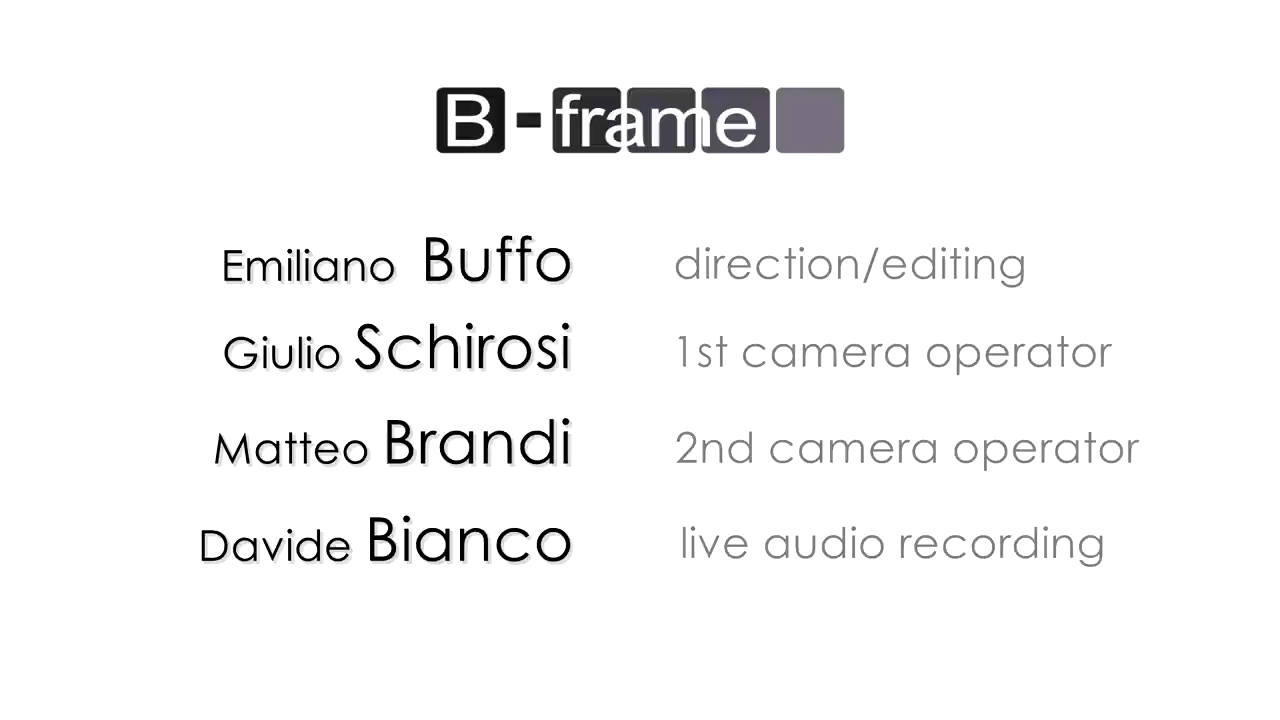 B-frame
Emiliano Buffo direction/editing
Giulio Schirosi 1st camera operator
Matteo Brandi 2nd camera operator
Davide Bianco live audio recording